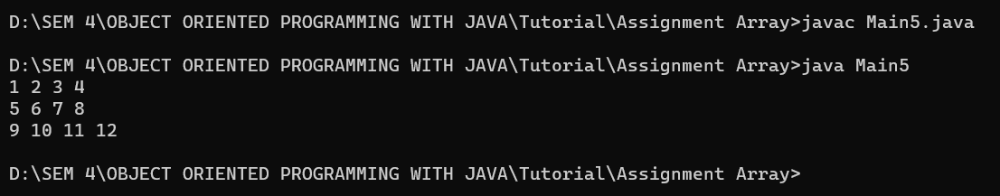 D:\SEM 4\OBJECT ORIENTED PROGRAMMING WITH JAVA\Tutorial\Assignment Array>javac Main5.java
D:\SEM 4\OBJECT ORIENTED PROGRAMMING WITH JAVA\Tutorial\Assignment Array>java Main5
1 2 3 4
5 6 7 8
9 10 11 12
D:\SEM 4\OBJECT ORIENTED PROGRAMMING WITH JAVA\Tutorial\Assignment Array>